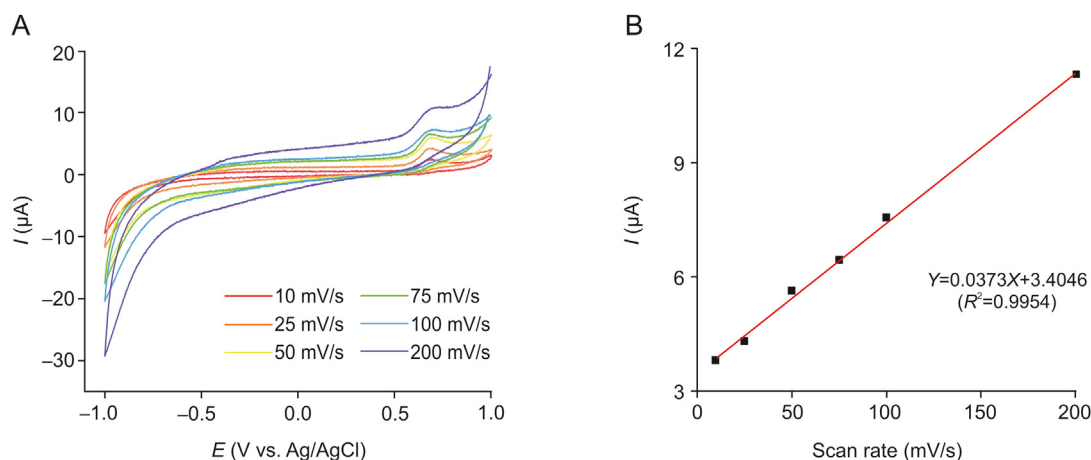 A
20
10
0
–10
–20
–30
I (μA)
–1.0
–0.5
0.0
0.5
1.0
E (V vs. Ag/AgCl)
10 mV/s
25 mV/s
50 mV/s
75 mV/s
100 mV/s
200 mV/s
B
12
9
6
3
I (μA)
0
50
100
150
200
Scan rate (mV/s)
Y=0.0373X+3.4046
(R²=0.9954)